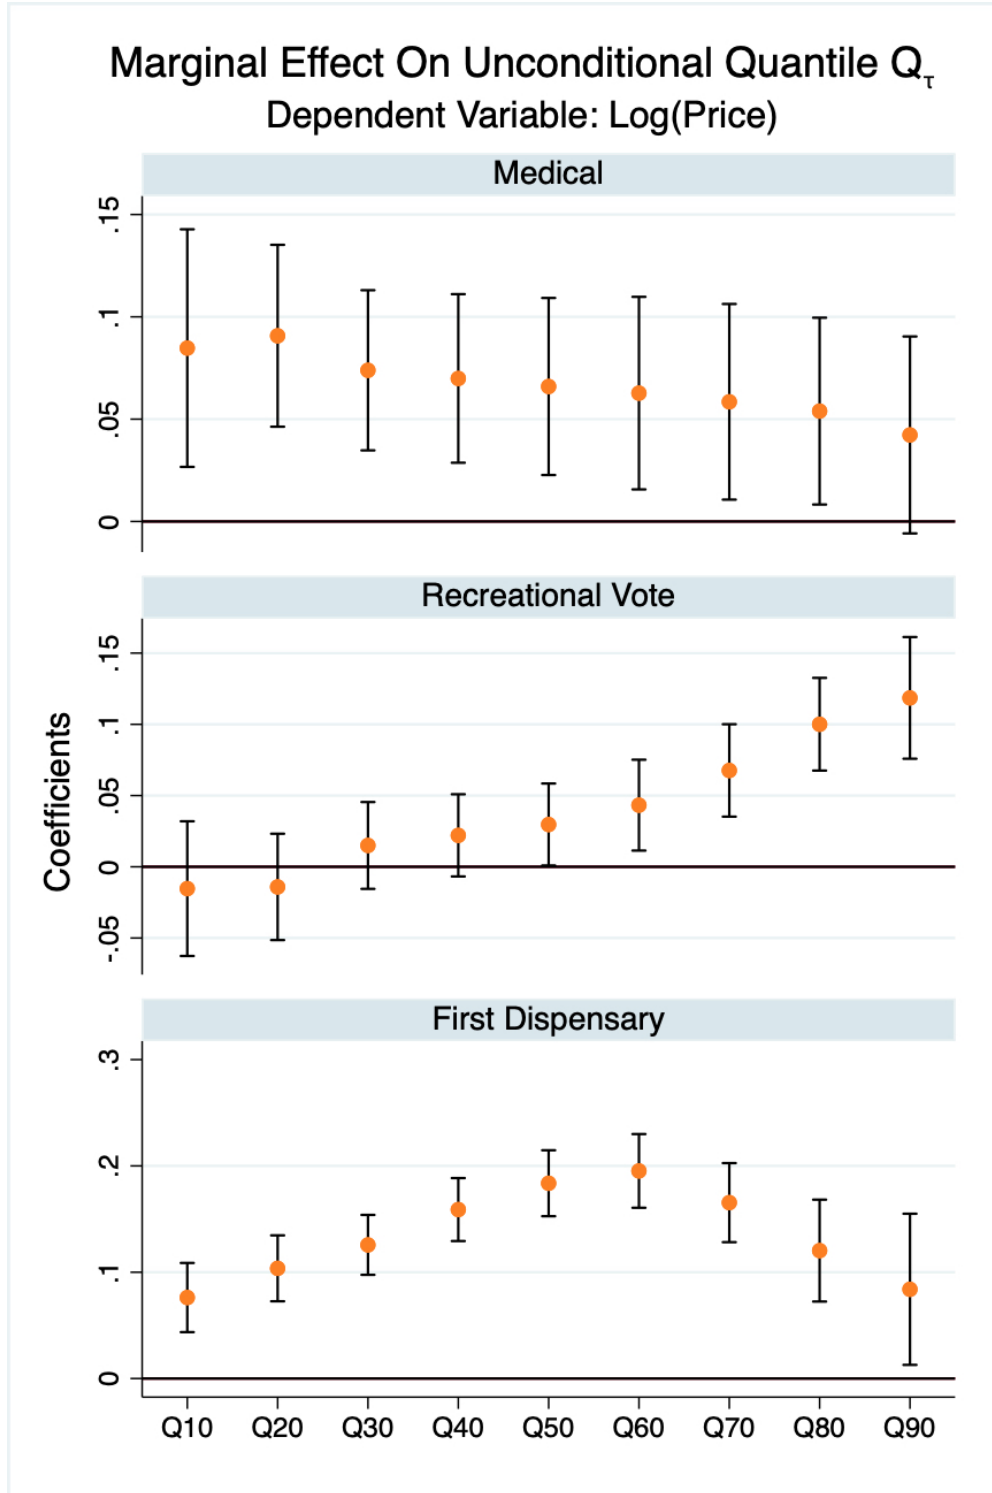 Marginal Effect On Unconditional Quantile Qτ
Dependent Variable: Log(Price)
Medical
.15
.1
.05
0
Recreational Vote
.15
.1
.05
0
-.05
Coefficients
First Dispensary
.3
.2
.1
0
Q10 Q20 Q30 Q40 Q50 Q60 Q70 Q80 Q90